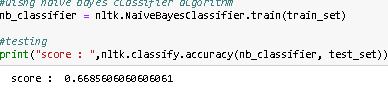 #uisng naive bayes classifier algorithm
nb_classifier = nltk.NaiveBayesClassifier.train(train_set)
#testing
print("score : ",nltk.classify.accuracy(nb_classifier, test_set))
score :  0.6685606060606061